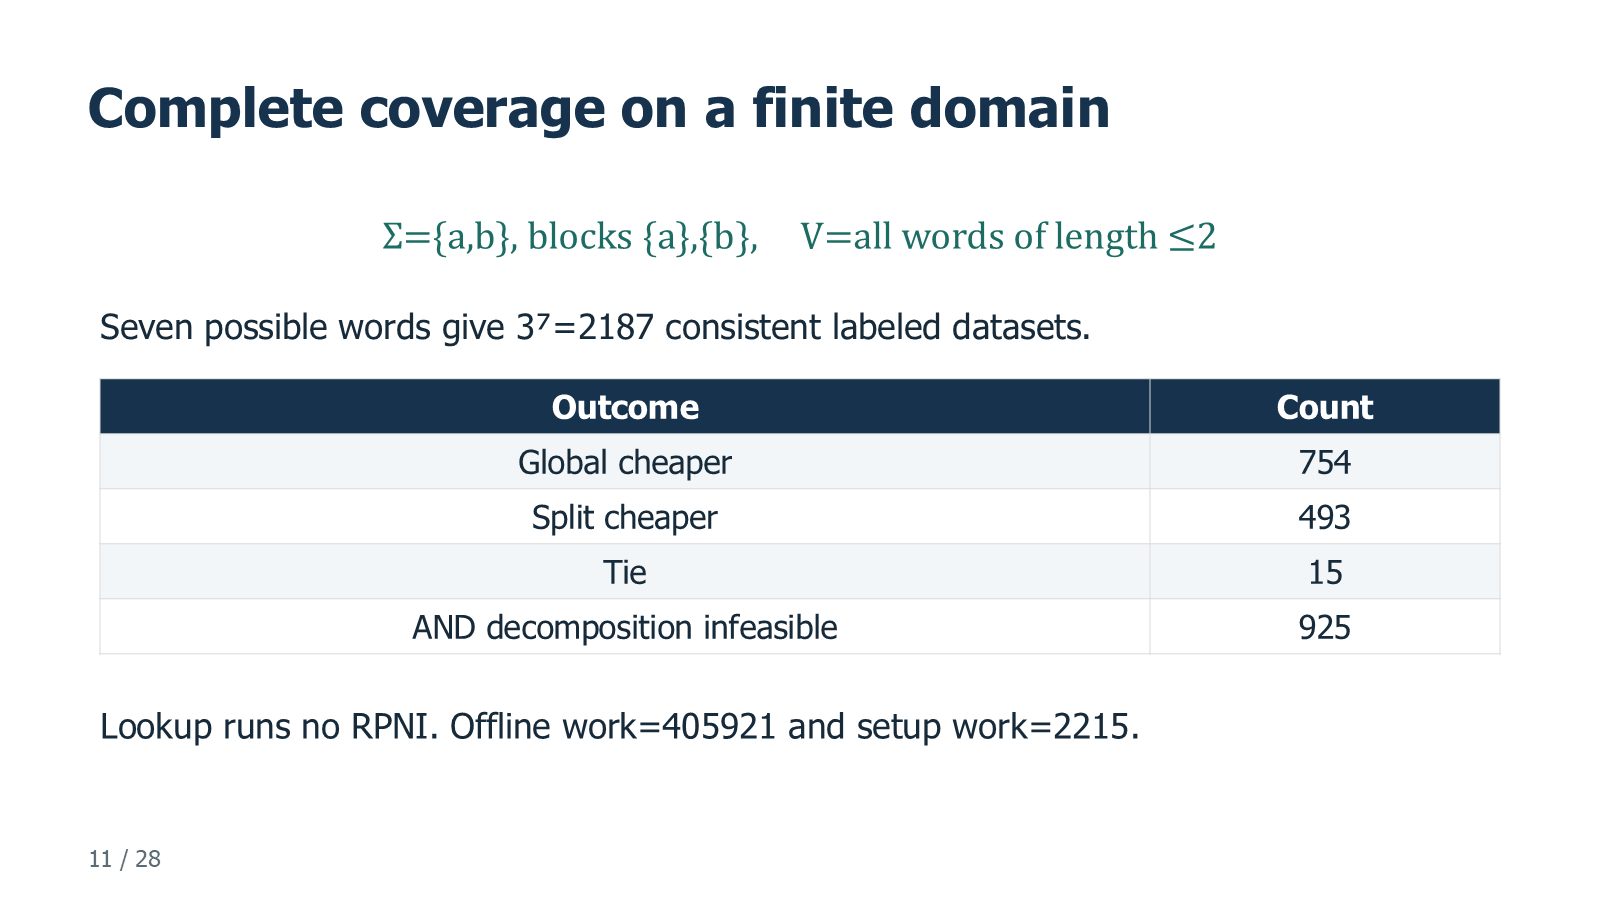 Complete coverage on a finite domain
Σ={a,b}, blocks {a},{b}, V=all words of length ≤2
Seven possible words give 3⁷=2187 consistent labeled datasets.
Outcome Count
Global cheaper 754
Split cheaper 493
Tie 15
AND decomposition infeasible 925
Lookup runs no RPNI. Offline work=405921 and setup work=2215.
11 / 28